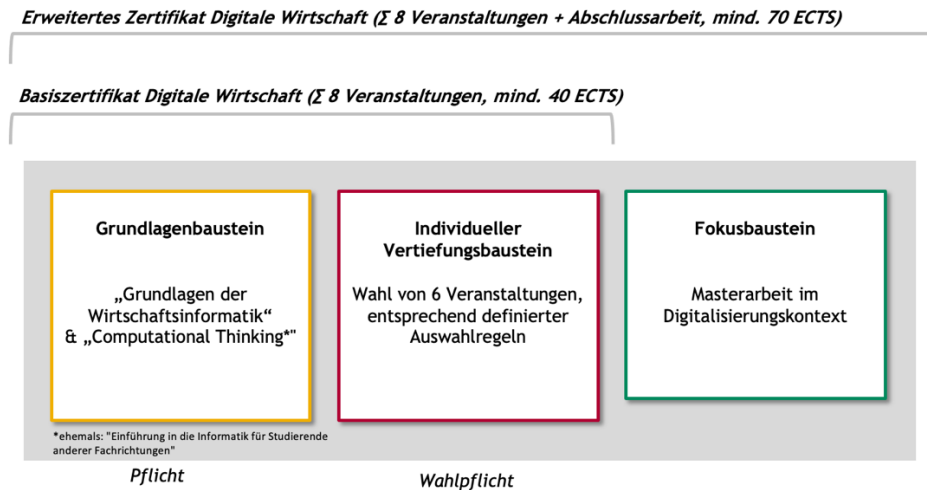 Erweitertes Zertifikat Digitale Wirtschaft (Σ 8 Veranstaltungen + Abschlussarbeit, mind. 70 ECTS)
Basiszertifikat Digitale Wirtschaft (Σ 8 Veranstaltungen, mind. 40 ECTS)
Grundlagenbaustein
„Grundlagen der
Wirtschaftsinformatik“
& „Computational Thinking*"
Individueller
Vertiefungsbaustein
Wahl von 6 Veranstaltungen,
entsprechend definierter
Auswahlregeln
Fokusbaustein
Masterarbeit im
Digitalisierungskontext
*ehemals: "Einführung in die Informatik für Studierende
anderer Fachrichtungen"
Pflicht
Wahlpflicht